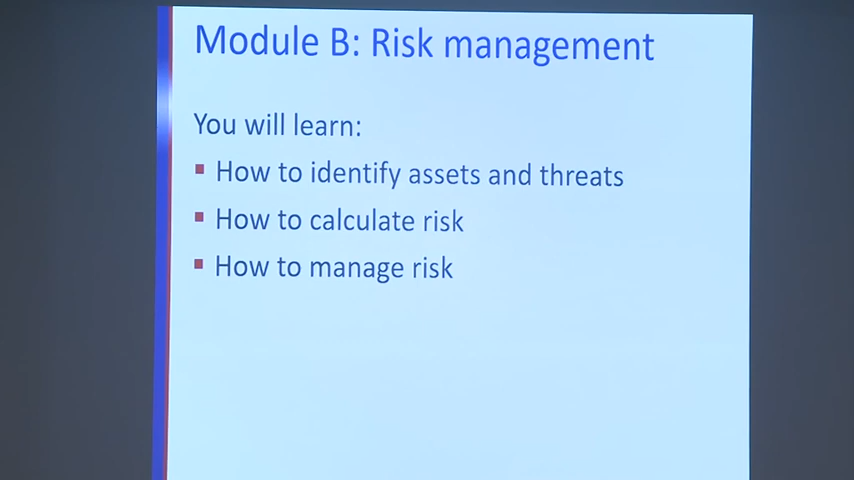 Module B: Risk management
You will learn:
How to identify assets and threats
How to calculate risk
How to manage risk